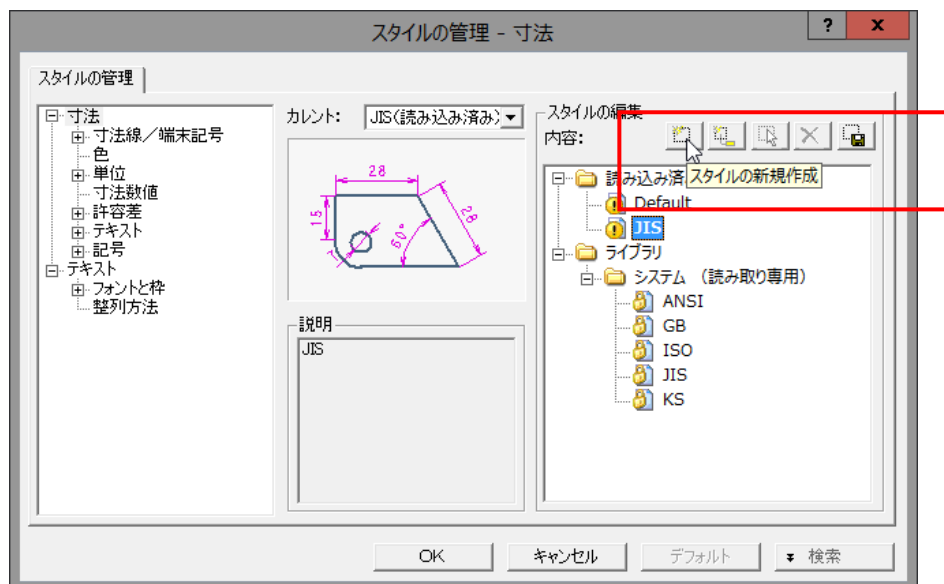 スタイルの管理 - 寸法
? x
スタイルの管理
寸法
寸法線／端末記号
色
単位
寸法数値
許容差
テキスト
記号
テキスト
フォントと枠
整列方法
カレント:
JIS(読み込み済み)
28
15
28
60°
説明
JIS
スタイルの編集
内容:
スタイルの新規作成
読み込み済
Default
JIS
ライブラリ
システム （読み取り専用）
ANSI
GB
ISO
JIS
KS
OK
キャンセル
デフォルト
検索